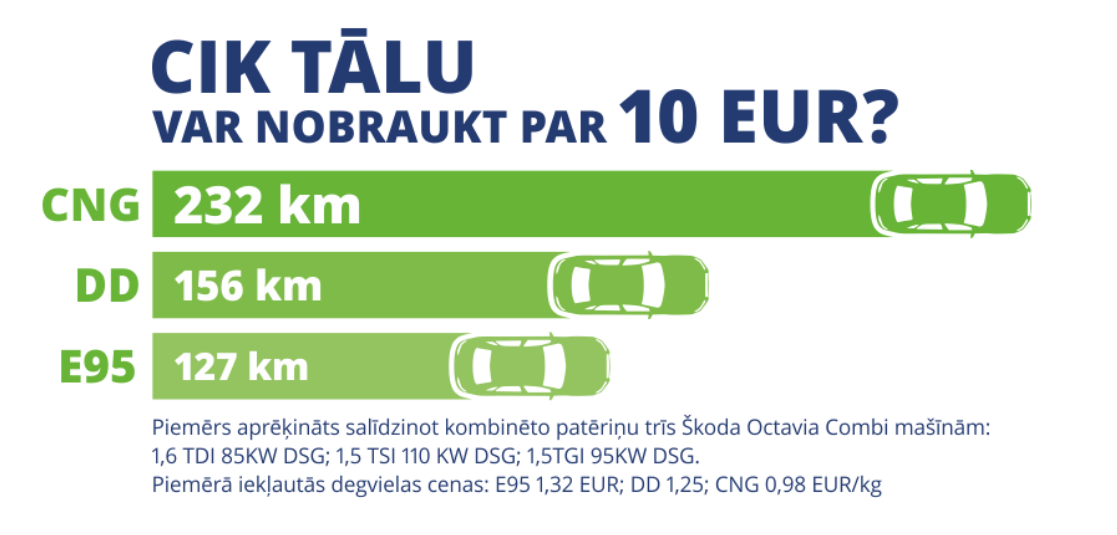 CIK TĀLU
VAR NOBRAUKT PAR 10 EUR?
CNG 232 km
DD 156 km
E95 127 km
Piemērs aprēķināts salīdzinot kombinēto patēriņu trīs Škoda Octavia Combi mašīnām:
1,6 TDI 85KW DSG; 1,5 TSI 110 KW DSG; 1,5TGI 95KW DSG.
Piemērā iekļautās degvielas cenas: E95 1,32 EUR; DD 1,25; CNG 0,98 EUR/kg